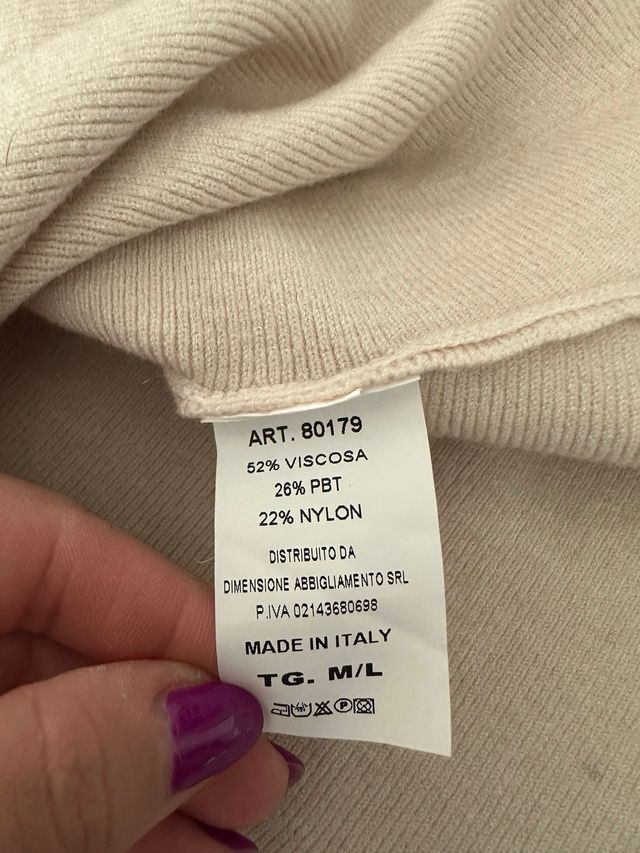 ART. 80179
52% VISCOSA
26% PBT
22% NYLON
DISTRIBUITO DA
DIMENSIONE ABBIGLIAMENTO SRL
P.IVA 02143680698
MADE IN ITALY
TG. M/L
P